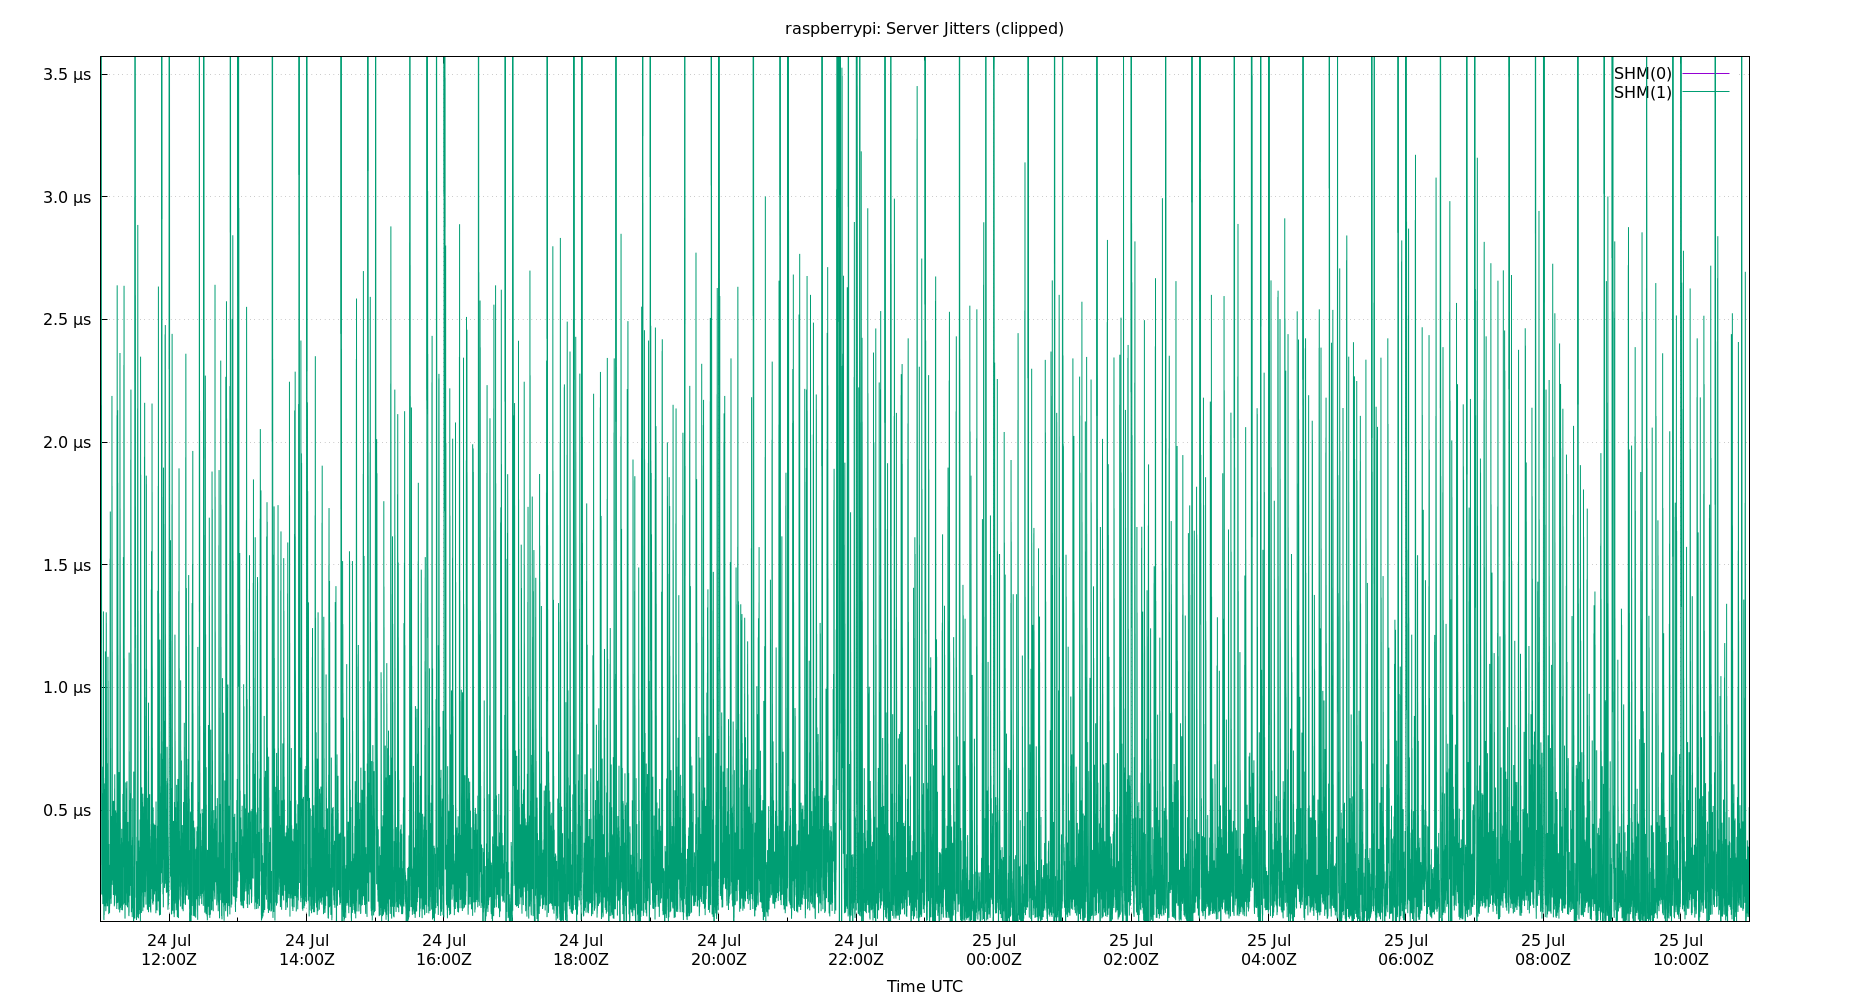 raspberrypi: Server Jitters (clipped)
3.5 µs
3.0 µs
2.5 µs
2.0 µs
1.5 µs
1.0 µs
0.5 µs
SHM(0)
SHM(1)
24 Jul 24 Jul 24 Jul 24 Jul 24 Jul 24 Jul 25 Jul 25 Jul 25 Jul 25 Jul 25 Jul 25 Jul
12:00Z 14:00Z 16:00Z 18:00Z 20:00Z 22:00Z 00:00Z 02:00Z 04:00Z 06:00Z 08:00Z 10:00Z
Time UTC